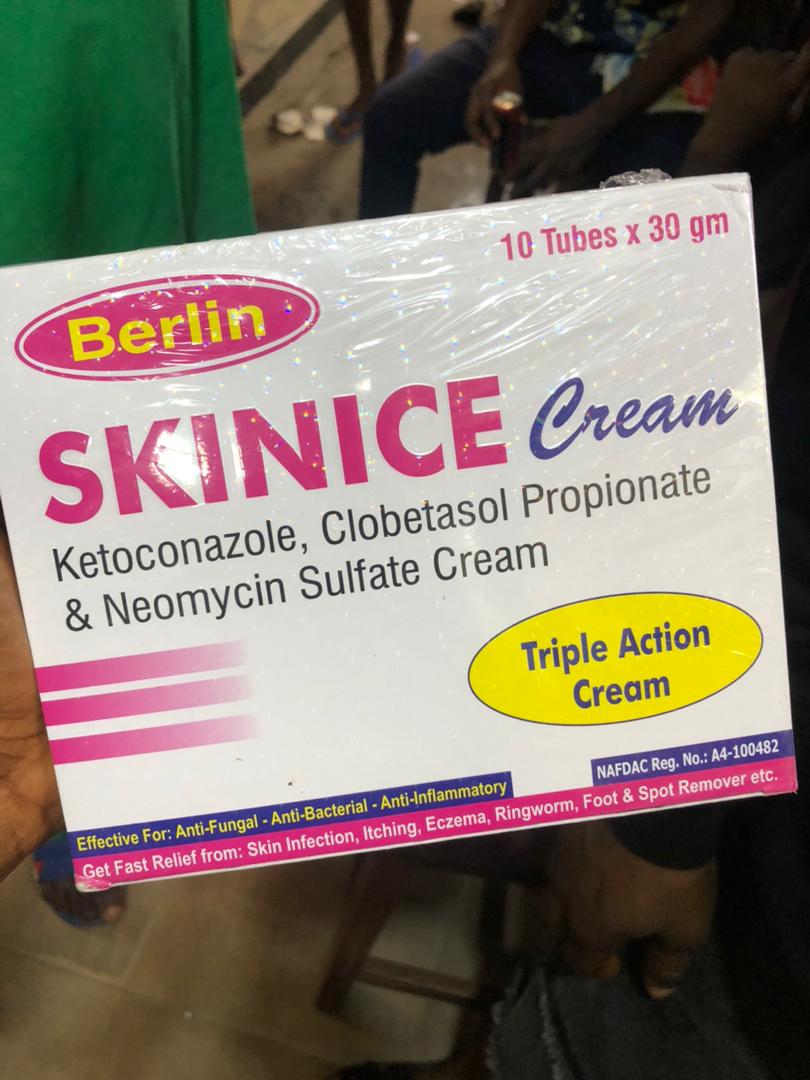 10 Tubes x 30 gm
Berlin
SKINICE Cream
Ketoconazole, Clobetasol Propionate
& Neomycin Sulfate Cream
Triple Action
Cream
NAFDAC Reg. No.: A4-100482
Effective For: Anti-Fungal - Anti-Bacterial - Anti-Inflammatory
Get Fast Relief from: Skin Infection, Itching, Eczema, Ringworm, Foot & Spot Remover etc.